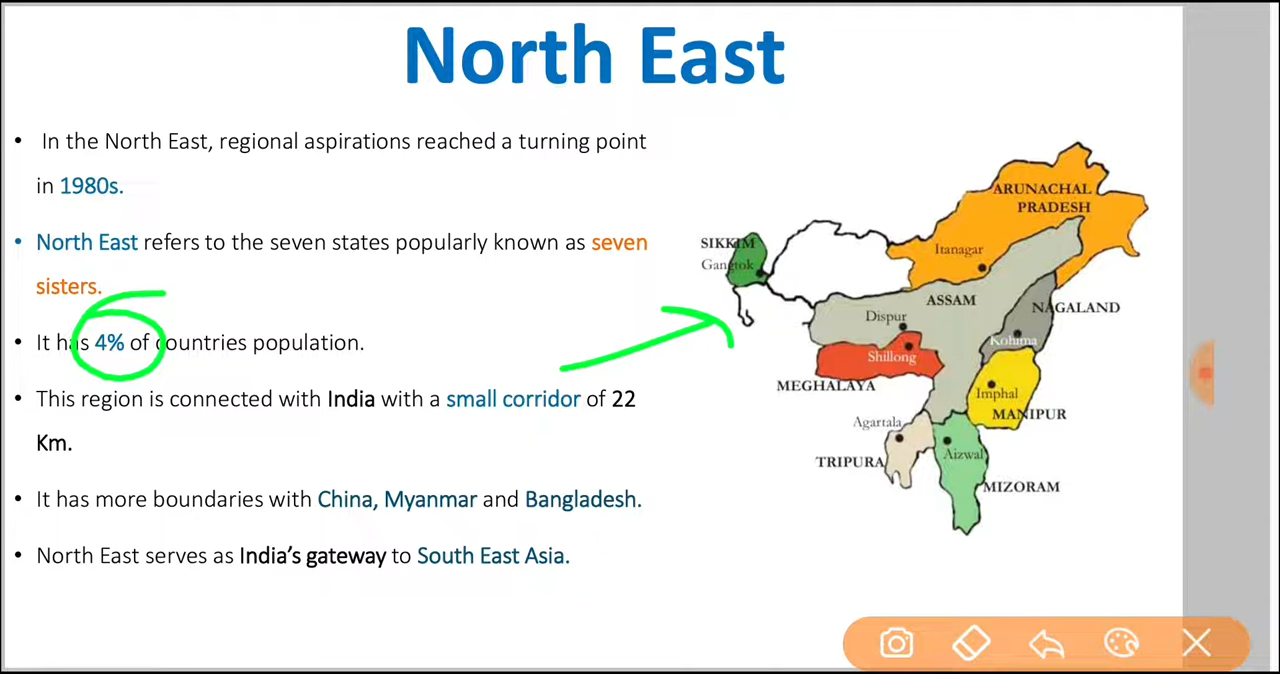 North East
• In the North East, regional aspirations reached a turning point
in 1980s.
• North East refers to the seven states popularly known as seven
sisters.
• It has 4% of countries population.
• This region is connected with India with a small corridor of 22
Km.
• It has more boundaries with China, Myanmar and Bangladesh.
• North East serves as India’s gateway to South East Asia.
ARUNACHAL
PRADESH
SIKKIM
Gangtok
Itanagar
ASSAM
NAGALAND
Dispur
Kohima
Shillong
MEGHALAYA
Imphal
MANIPUR
Agartala
Aizwal
TRIPURA
MIZORAM